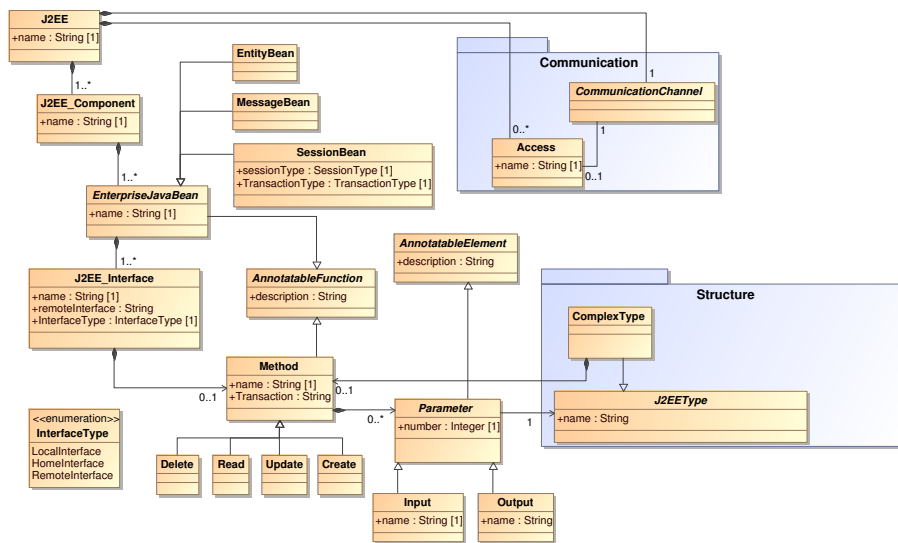 J2EE
+name : String [1]
1..*
J2EE_Component
+name : String [1]
1..*
EnterpriseJavaBean
+name : String [1]
1..*
J2EE_Interface
+name : String [1]
+remoteInterface : String
+InterfaceType : InterfaceType [1]
0..1
<<enumeration>>
InterfaceType
LocalInterface
HomeInterface
RemoteInterface
EntityBean
MessageBean
SessionBean
+sessionType : SessionType [1]
+TransactionType : TransactionType [1]
AnnotatableFunction
+description : String
Method
+name : String [1]
+Transaction : String
0..1
0..*
Delete
Read
Update
Create
AnnotatableElement
+description : String
Parameter
+number : Integer [1]
1
Input
+name : String [1]
Output
+name : String
Communication
1
CommunicationChannel
1
0..*
Access
+name : String [1]
0..1
Structure
ComplexType
J2EEType
+name : String